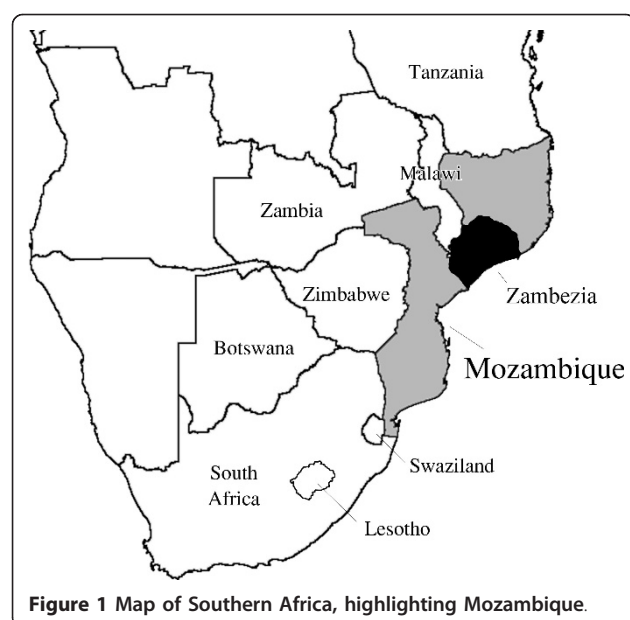 Tanzania
Malawi
Zambia
Zambezia
Zimbabwe
Botswana
Mozambique
Swaziland
South
Africa
Lesotho
Figure 1 Map of Southern Africa, highlighting Mozambique.